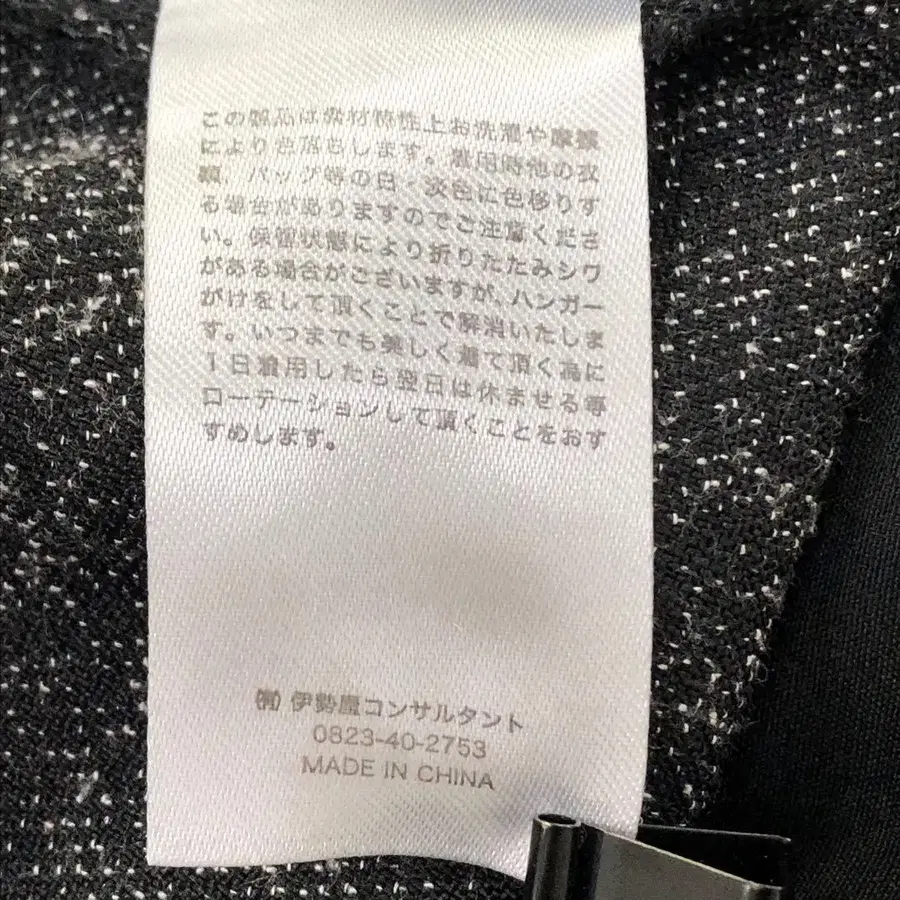 この製品は素材特性上お洗濯や摩擦
により色落ちします。着用時他の衣
類、バッグ等の白・淡色に色移りす
る場合がありますのでご注意くださ
い。保管状態により折りたたみシワ
がある場合がございますが、ハンガー
がけをして頂くことで解消いたしま
す。いつまでも美しく着て頂く為に
1日着用したら翌日は休ませる等
ローテーションして頂くことをおす
すめします。
㈲伊勢屋コンサルタント
0823-40-2753
MADE IN CHINA